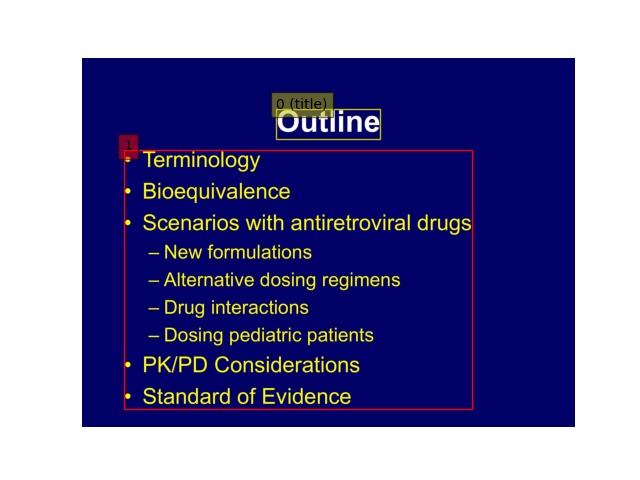 0 (title)
Outline
1
• Terminology
• Bioequivalence
• Scenarios with antiretroviral drugs
– New formulations
– Alternative dosing regimens
– Drug interactions
– Dosing pediatric patients
• PK/PD Considerations
• Standard of Evidence